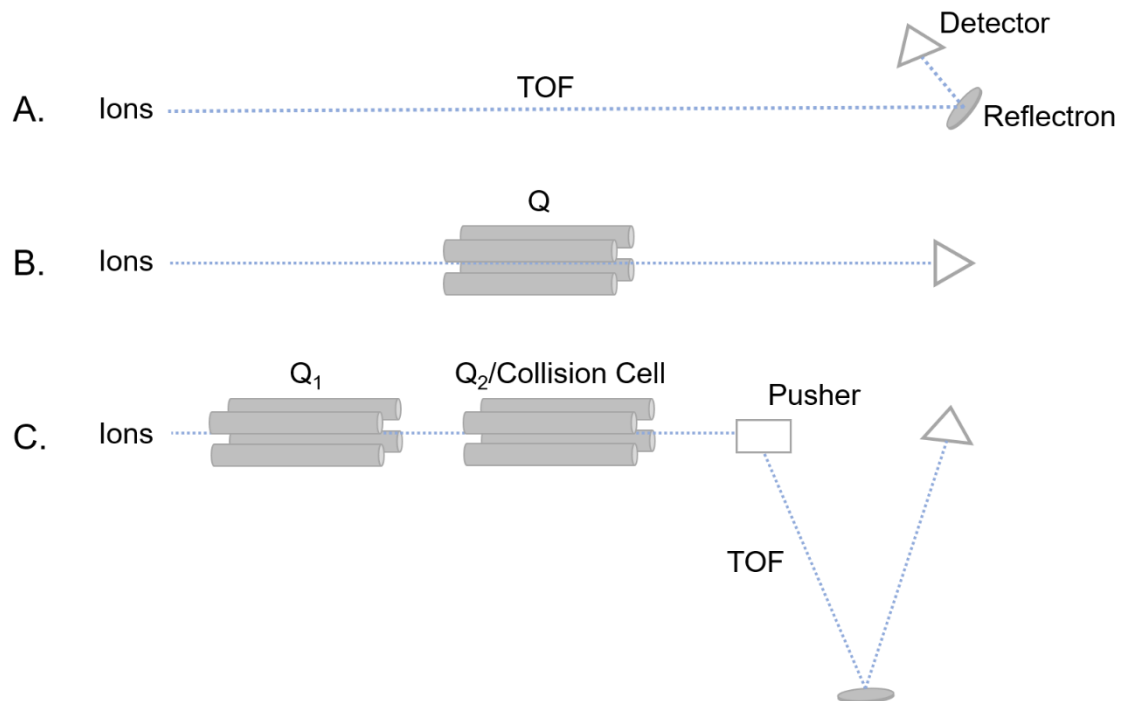 Detector
TOF
A. Ions
Reflectron
Q
B. Ions
Q₁ Q₂/Collision Cell
Pusher
C. Ions
TOF